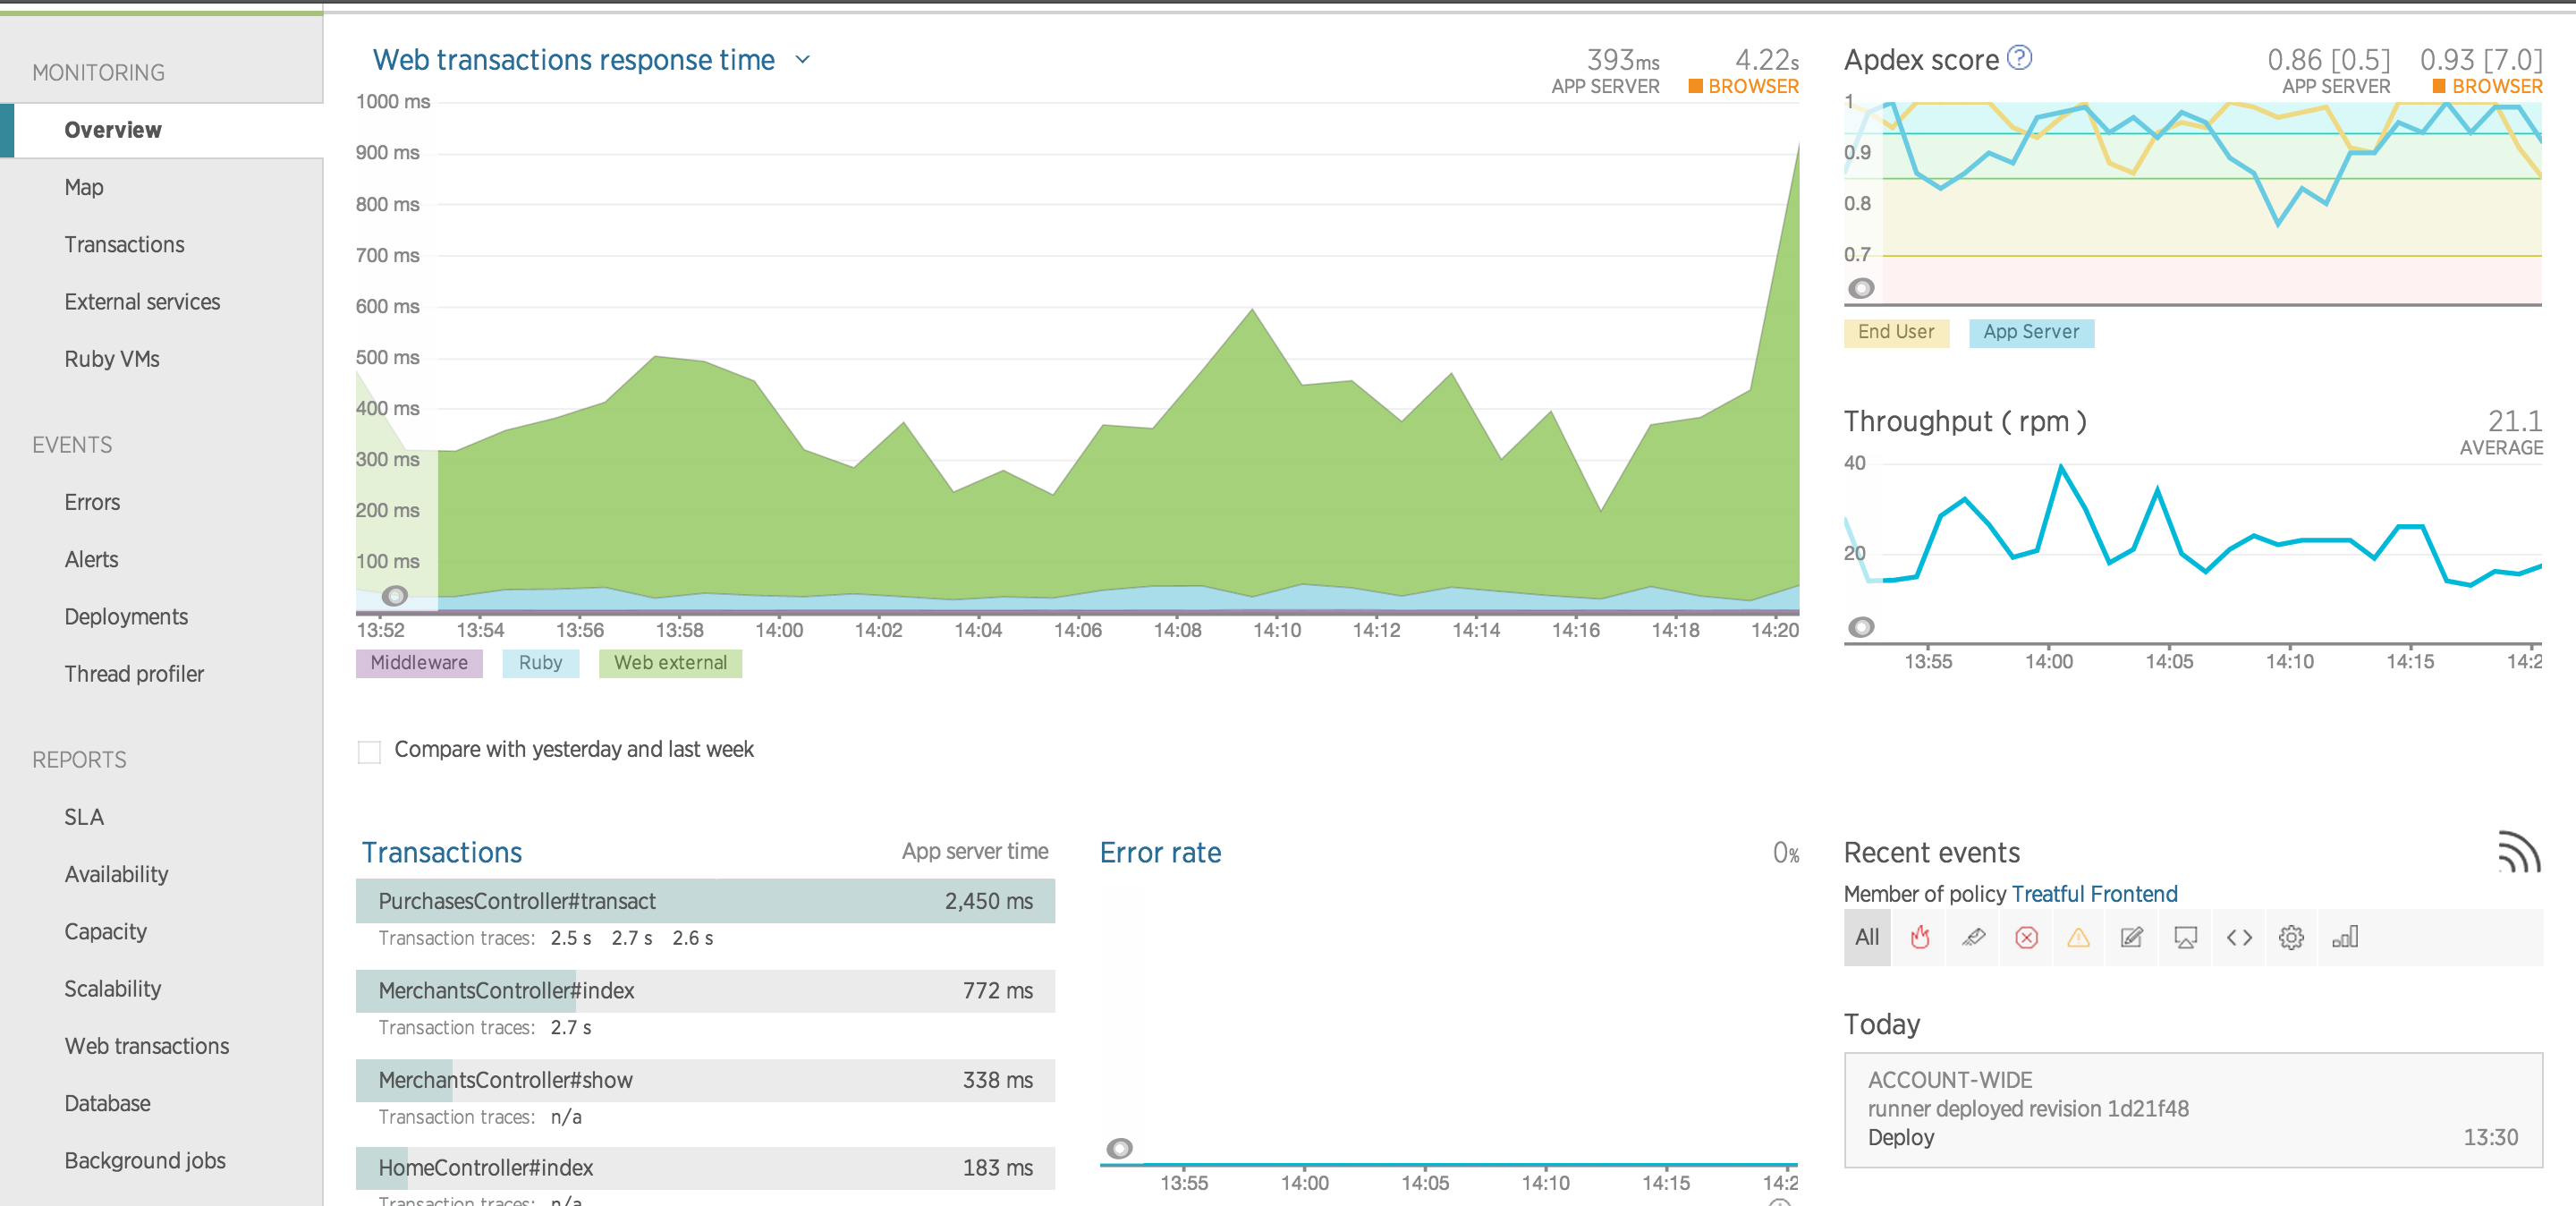 MONITORING
Overview
Map
Transactions
External services
Ruby VMs
EVENTS
Errors
Alerts
Deployments
Thread profiler
REPORTS
SLA
Availability
Capacity
Scalability
Web transactions
Database
Background jobs
Web transactions response time
393ms
APP SERVER
4.22s
BROWSER
1000 ms
900 ms
800 ms
700 ms
600 ms
500 ms
400 ms
300 ms
200 ms
100 ms
13:52 13:54 13:56 13:58 14:00 14:02 14:04 14:06 14:08 14:10 14:12 14:14 14:16 14:18 14:20
Middleware Ruby Web external
Compare with yesterday and last week
Apdex score ?
0.86 [0.5]
APP SERVER
0.93 [7.0]
BROWSER
1
0.9
0.8
0.7
End User App Server
Throughput ( rpm )
21.1
AVERAGE
40
20
13:55 14:00 14:05 14:10 14:15 14:2
Transactions App server time
PurchasesController#transact 2,450 ms
Transaction traces: 2.5 s 2.7 s 2.6 s
MerchantsController#index 772 ms
Transaction traces: 2.7 s
MerchantsController#show 338 ms
Transaction traces: n/a
HomeController#index 183 ms
Transaction traces: n/a
Error rate 0%
13:55 14:00 14:05 14:10 14:15 14:2
Recent events
Member of policy Treatful Frontend
All
Today
ACCOUNT-WIDE
runner deployed revision 1d21f48
Deploy 13:30